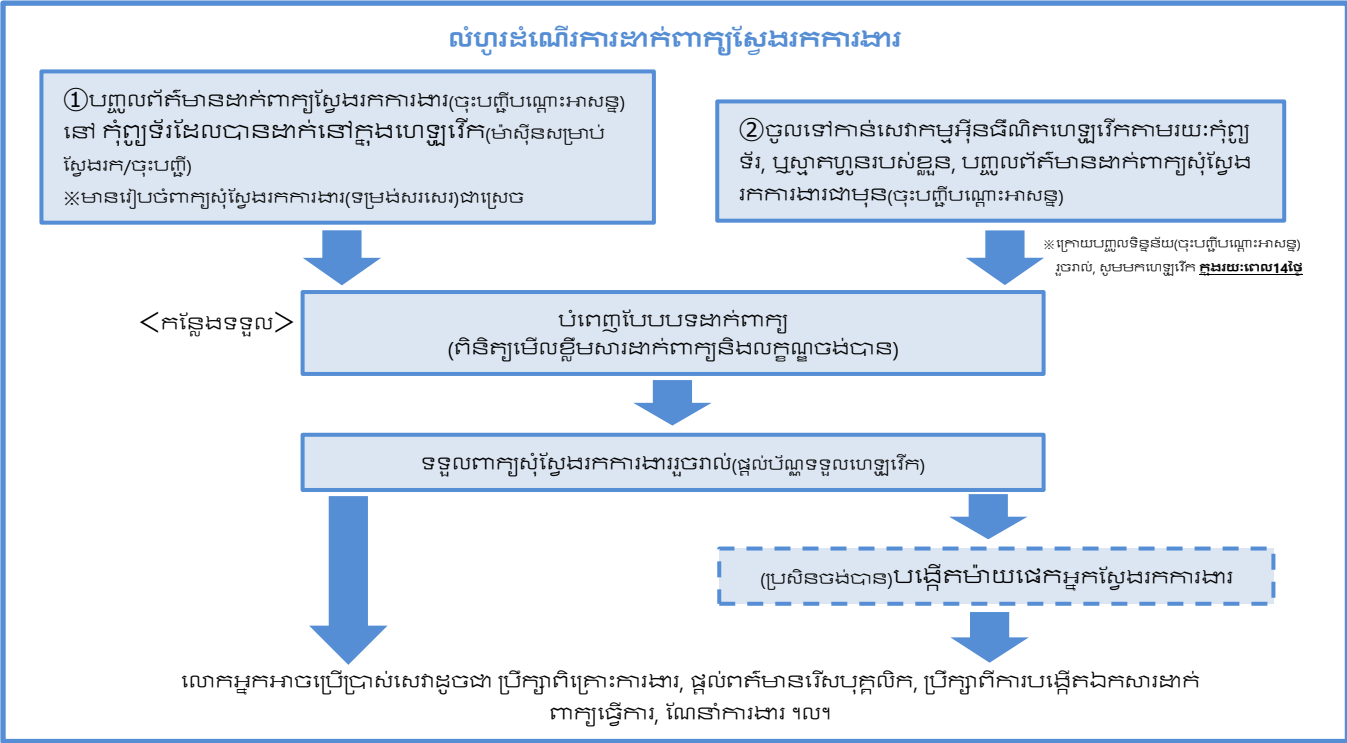 លំហូរដំណើរការដាក់ពាក្យស្វែងរកការងារ
①បញ្ចូលព័ត៌មានដាក់ពាក្យស្វែងរកការងារ(ចុះបញ្ជីបណ្តោះអាសន្ន)
នៅ កុំព្យូទ័រដែលបានដាក់នៅក្នុងហេឡូវើក(ម៉ាស៊ីនសម្រាប់
ស្វែងរក/ចុះបញ្ជី)
※មានរៀបចំពាក្យសុំស្វែងរកការងារ(ទម្រង់សរសេរ)ជាស្រេច
②ចូលទៅកាន់សេវាកម្មអ៊ីនធឺណិតហេឡូវើកតាមរយៈកុំព្យូ
ទ័រ, ឬស្មាតហ្វូនរបស់ខ្លួន, បញ្ចូលព័ត៌មានដាក់ពាក្យសុំស្វែង
រកការងារជាមុន(ចុះបញ្ជីបណ្តោះអាសន្ន)
※ក្រោយបញ្ចូលទិន្នន័យ(ចុះបញ្ជីបណ្តោះអាសន្ន)
រួចរាល់, សូមមកហេឡូវើក ក្នុងរយៈពេល14ថ្ងៃ
<កន្លែងទទួល>
បំពេញបែបបទដាក់ពាក្យ
(ពិនិត្យមើលខ្លឹមសារដាក់ពាក្យនិងលក្ខណ្ឌចង់បាន)
ទទួលពាក្យសុំស្វែងរកការងាររួចរាល់(ផ្តល់ប័ណ្ណទទួលហេឡូវើក)
(ប្រសិនចង់បាន)បង្កើតម៉ាយផេកអ្នកស្វែងរកការងារ
លោកអ្នកអាចប្រើប្រាស់សេវាដូចជា ប្រឹក្សាពិគ្រោះការងារ, ផ្តល់ពត៌មានរើសបុគ្គលិក, ប្រឹក្សាពីការបង្កើតឯកសារដាក់
ពាក្យធ្វើការ, ណែនាំការងារ ។ល។